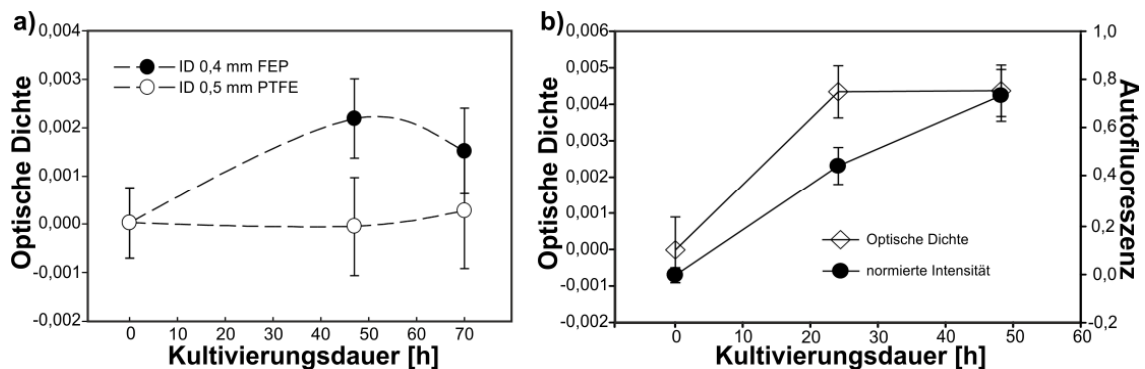 a)
Optische Dichte
0,004
0,003
0,002
0,001
0,000
-0,001
-0,002
ID 0,4 mm FEP
ID 0,5 mm PTFE
0 10 20 30 40 50 60 70
Kultivierungsdauer [h]
b)
Optische Dichte
0,006
0,005
0,004
0,003
0,002
0,001
0,000
-0,001
-0,002
Optische Dichte
normierte Intensität
1,0
0,8
0,6
0,4
0,2
0,0
-0,2
Autofluoreszenz
0 10 20 30 40 50 60
Kultivierungsdauer [h]